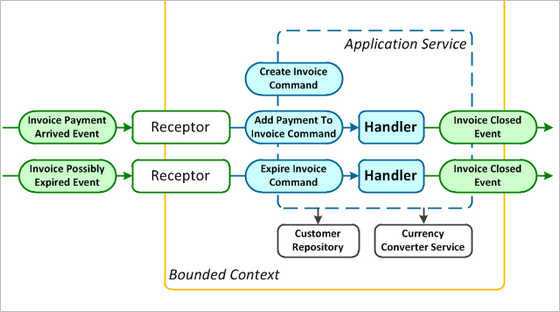 Application Service
Create Invoice
Command
Invoice Payment
Arrived Event
Receptor
Add Payment To
Invoice Command
Handler
Invoice Closed
Event
Invoice Possibly
Expired Event
Receptor
Expire Invoice
Command
Handler
Invoice Closed
Event
Customer
Repository
Currency
Converter Service
Bounded Context